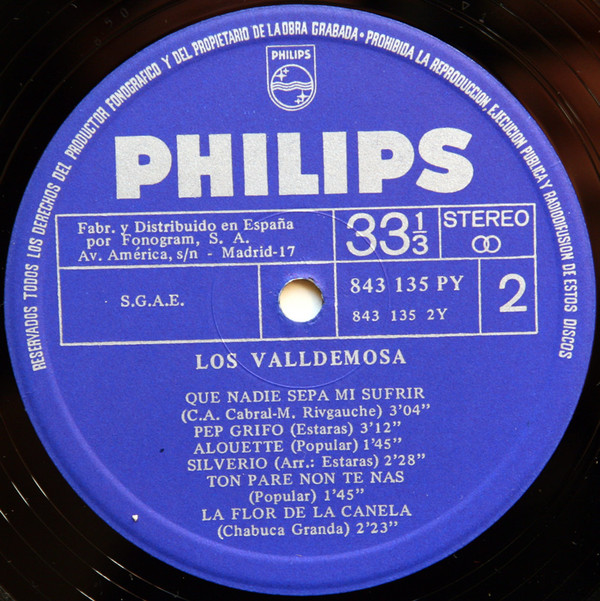 RESERVADOS TODOS LOS DERECHOS DEL PRODUCTOR FONOGRAFICO Y DEL PROPIETARIO DE LA OBRA GRABADA • PROHIBIDA LA REPRODUCCION, EJECUCION PUBLICA Y RADIODIFUSION DE ESTOS DISCOS
PHILIPS
PHILIPS
Fabr. y Distribuido en España
por Fonogram, S. A.
Av. América, s/n - Madrid-17
33 1/3
STEREO
S.G.A.E.
843 135 PY
843 135 2Y
2
LOS VALLDEMOSA
QUE NADIE SEPA MI SUFRIR
(C.A. Cabral-M. Rivgauche) 3'04''
PEP GRIFO (Estaras) 3'12''
ALOUETTE (Popular) 1'45''
SILVERIO (Arr.: Estaras) 2'28''
TON PARE NON TE NAS
(Popular) 1'45''
LA FLOR DE LA CANELA
(Chabuca Granda) 2'23''